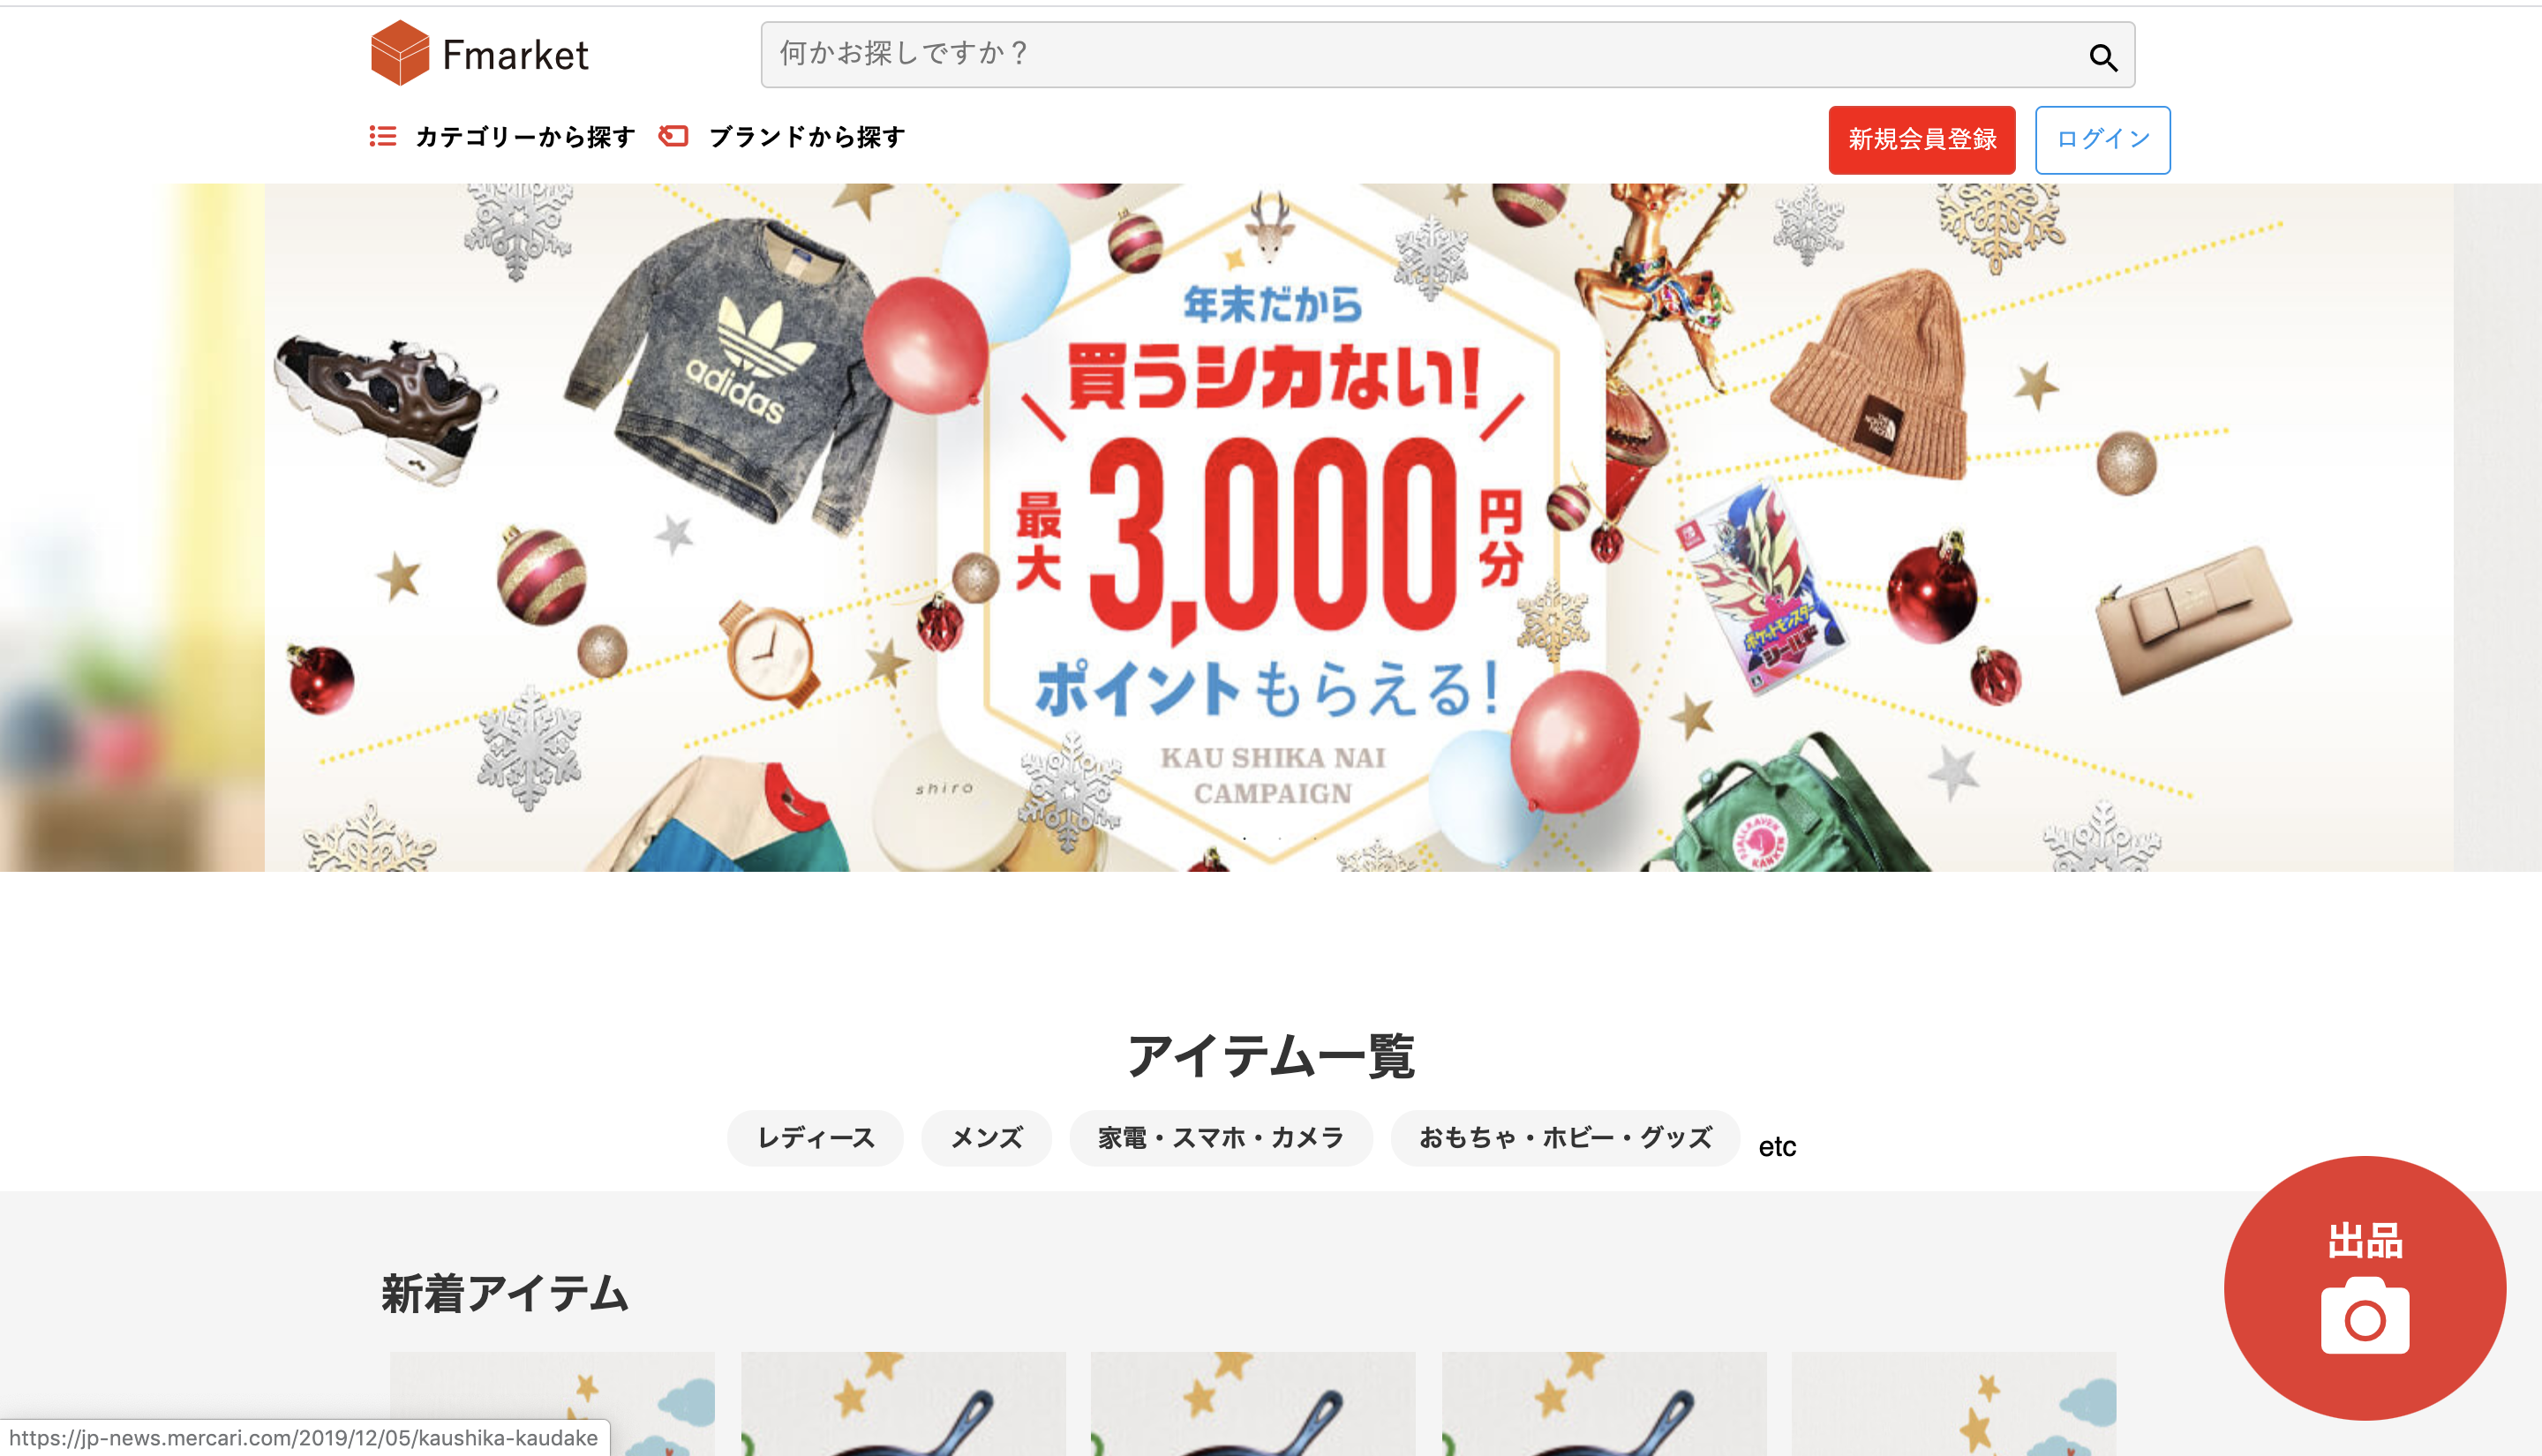 Fmarket
何かお探しですか？
カテゴリーから探す
ブランドから探す
新規会員登録
ログイン
年末だから
買うシカない!
最大
3,000
円分
ポイントもらえる!
KAU SHIKA NAI
CAMPAIGN
adidas
THE NORTH FACE
ポケットモンスター
シールド
shiro
FJALLRAVEN
KANKEN
アイテム一覧
レディース
メンズ
家電・スマホ・カメラ
おもちゃ・ホビー・グッズ
etc
出品
新着アイテム
https://jp-news.mercari.com/2019/12/05/kaushika-kaudake